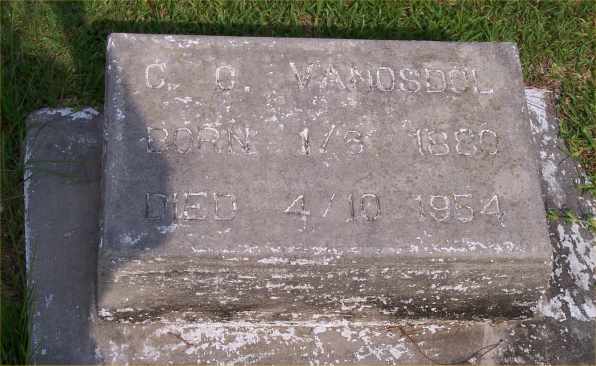 C. O. VANOSDOL
BORN 1/6 1880
DIED 4/10 1954